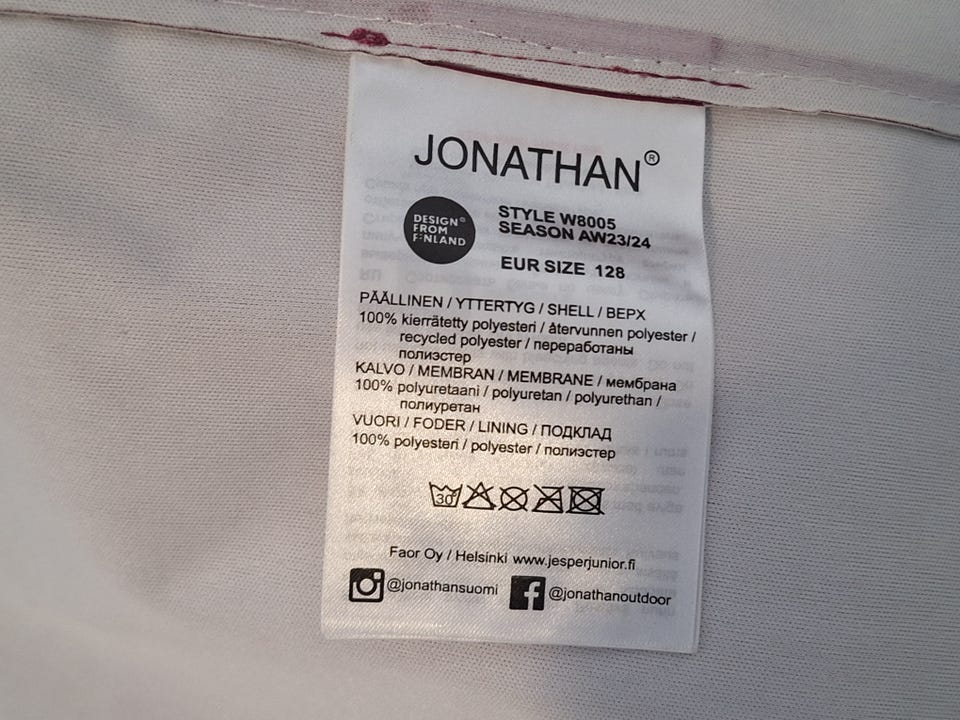 JONATHAN®
DESIGN
FROM
FINLAND
STYLE W8005
SEASON AW23/24
EUR SIZE 128
PÄÄLLINEN / YTTERTYG / SHELL / ВЕРХ
100% kierrätetty polyesteri / återvunnen polyester /
recycled polyester / переработаны
полиэстер
KALVO / MEMBRAN / MEMBRANE / мембрана
100% polyuretaani / polyuretan / polyurethan /
полиуретан
VUORI / FODER / LINING / ПОДКЛАД
100% polyesteri / polyester / полиэстер
30
Faor Oy / Helsinki www.jesperjunior.fi
@jonathansuomi
@jonathanoutdoor